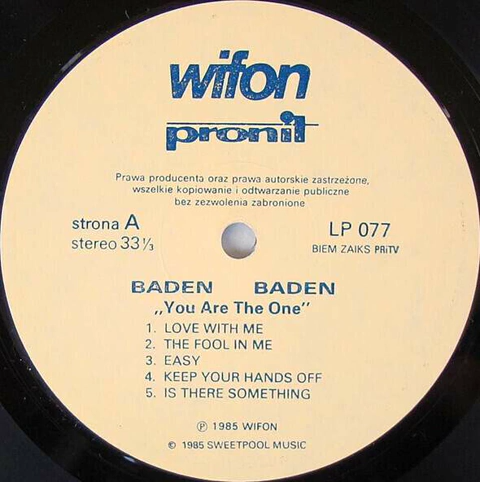 wifon
pronit
Prawa producenta oraz prawa autorskie zastrzeżone,
wszelkie kopiowanie i odtwarzanie publiczne
bez zezwolenia zabronione
strona A
stereo 33 ⅓
LP 077
BIEM ZAIKS PRiTV
BADEN BADEN
„You Are The One"
1. LOVE WITH ME
2. THE FOOL IN ME
3. EASY
4. KEEP YOUR HANDS OFF
5. IS THERE SOMETHING
℗ 1985 WIFON
© 1985 SWEETPOOL MUSIC